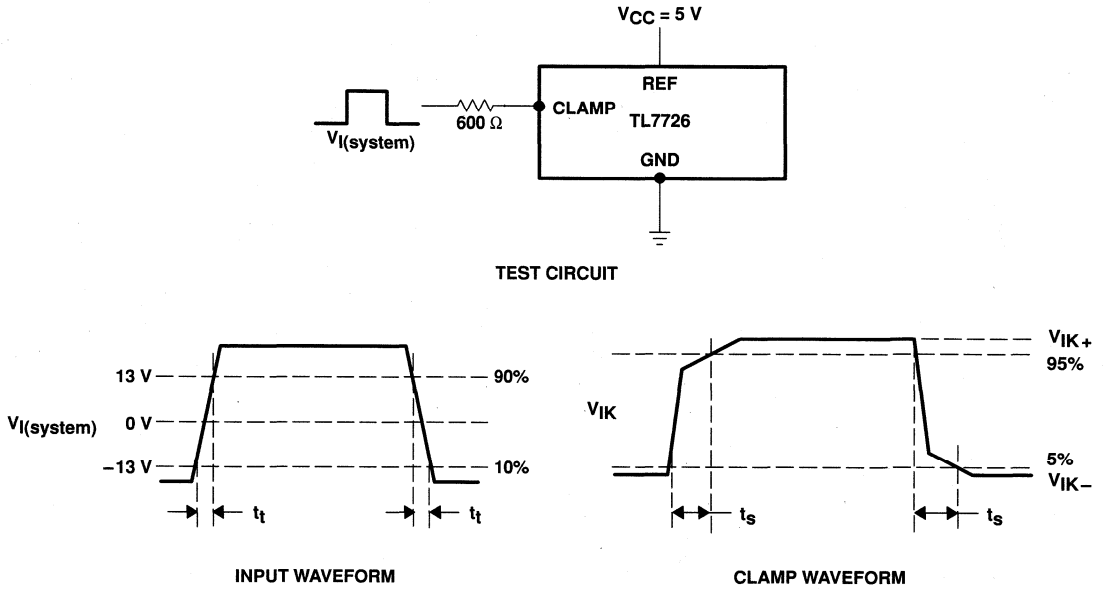 VCC = 5 V
REF
CLAMP
TL7726
600 Ω
VI(system)
GND
TEST CIRCUIT
13 V
90%
VI(system)
0 V
−13 V
10%
tt
tt
INPUT WAVEFORM
VIK+
95%
VIK
5%
VIK−
ts
ts
CLAMP WAVEFORM